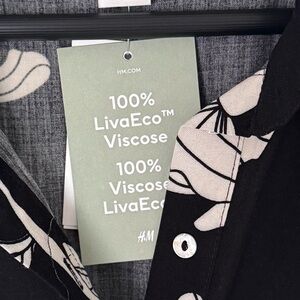 HM.COM
100%
LivaEco™
Viscose
100%
Viscose
LivaEco
H&M